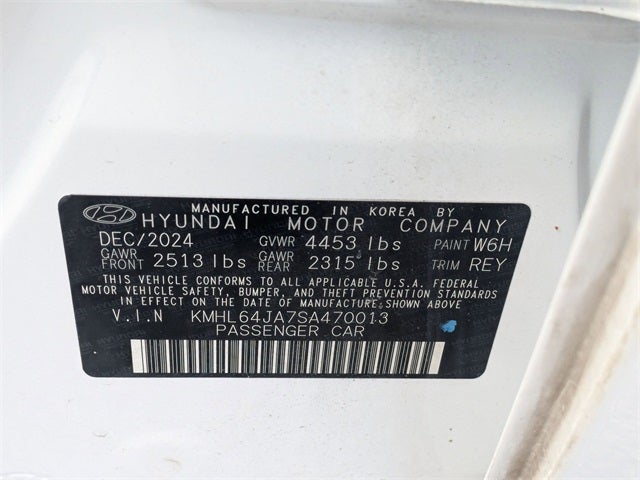 MANUFACTURED IN KOREA BY
HYUNDAI MOTOR COMPANY
DEC/2024 GVWR 4453 lbs PAINT W6H
GAWR FRONT 2513 lbs GAWR REAR 2315 lbs TRIM REY
THIS VEHICLE CONFORMS TO ALL APPLICABLE U.S.A. FEDERAL
MOTOR VEHICLE SAFETY, BUMPER, AND THEFT PREVENTION STANDARDS
IN EFFECT ON THE DATE OF MANUFACTURE SHOWN ABOVE
V.I.N KMHL64JA7SA470013
PASSENGER CAR